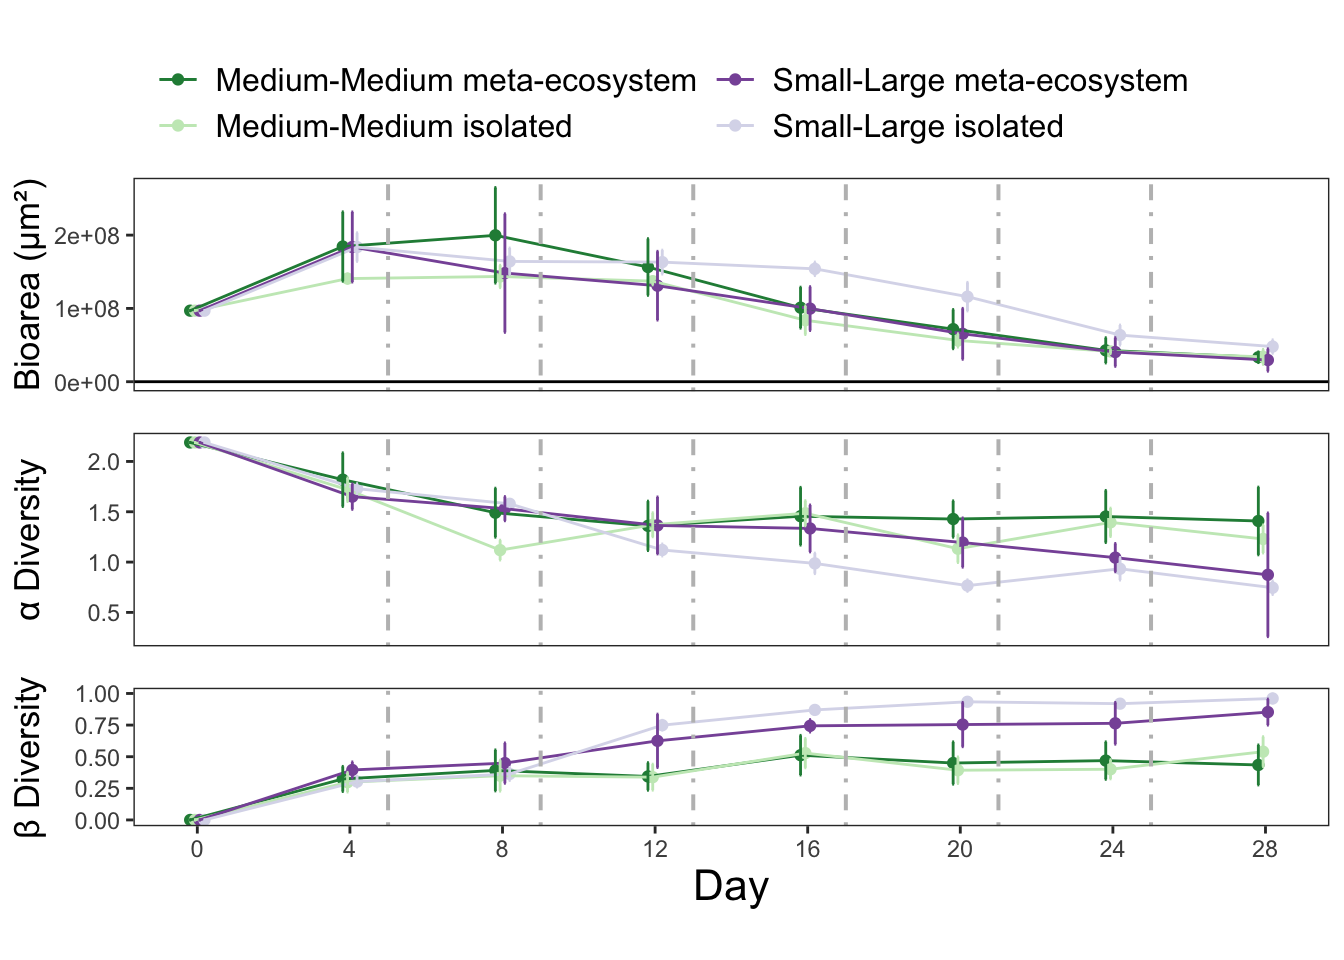 Medium-Medium meta-ecosystem Small-Large meta-ecosystem
Medium-Medium isolated Small-Large isolated
Bioarea (µm²)
2e+08
1e+08
0e+00
α Diversity
2.0
1.5
1.0
0.5
β Diversity
1.00
0.75
0.50
0.25
0.00
0 4 8 12 16 20 24 28
Day